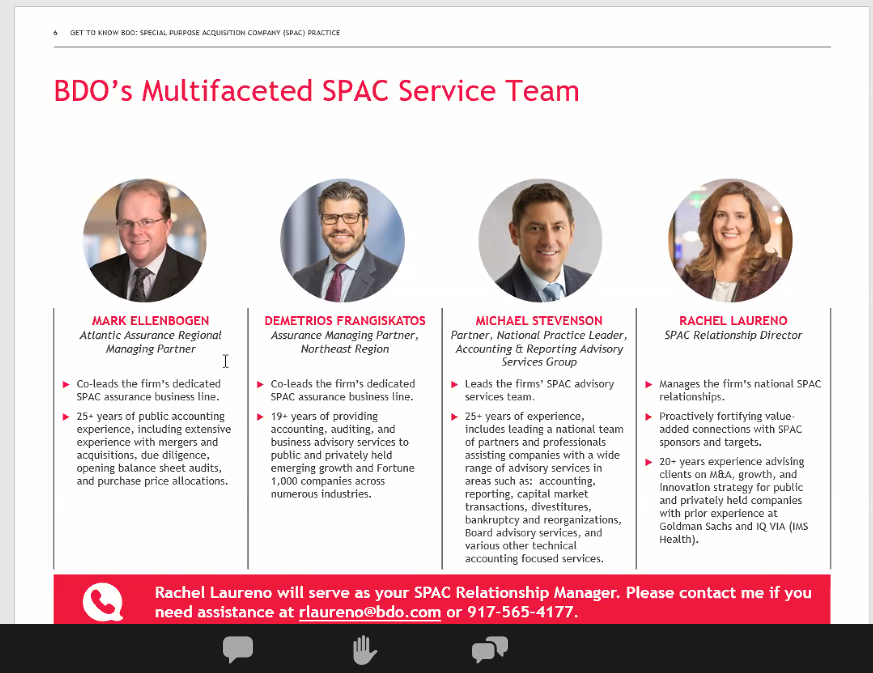 6 GET TO KNOW BDO: SPECIAL PURPOSE ACQUISITION COMPANY (SPAC) PRACTICE
BDO's Multifaceted SPAC Service Team
MARK ELLENBOGEN
Atlantic Assurance Regional
Managing Partner
Co-leads the firm's dedicated
SPAC assurance business line.
25+ years of public accounting
experience, including extensive
experience with mergers and
acquisitions, due diligence,
opening balance sheet audits,
and purchase price allocations.
DEMETRIOS FRANGISKATOS
Assurance Managing Partner,
Northeast Region
Co-leads the firm's dedicated
SPAC assurance business line.
19+ years of providing
accounting, auditing, and
business advisory services to
public and privately held
emerging growth and Fortune
1,000 companies across
numerous industries.
MICHAEL STEVENSON
Partner, National Practice Leader,
Accounting & Reporting Advisory
Services Group
Leads the firms' SPAC advisory
services team.
25+ years of experience,
includes leading a national team
of partners and professionals
assisting companies with a wide
range of advisory services in
areas such as: accounting,
reporting, capital market
transactions, divestitures,
bankruptcy and reorganizations,
Board advisory services, and
various other technical
accounting focused services.
RACHEL LAURENO
SPAC Relationship Director
Manages the firm's national SPAC
relationships.
Proactively fortifying value-
added connections with SPAC
sponsors and targets.
20+ years experience advising
clients on M&A, growth, and
innovation strategy for public
and privately held companies
with prior experience at
Goldman Sachs and IQ VIA (IMS
Health).
Rachel Laureno will serve as your SPAC Relationship Manager. Please contact me if you
need assistance at rlaureno@bdo.com or 917-565-4177.